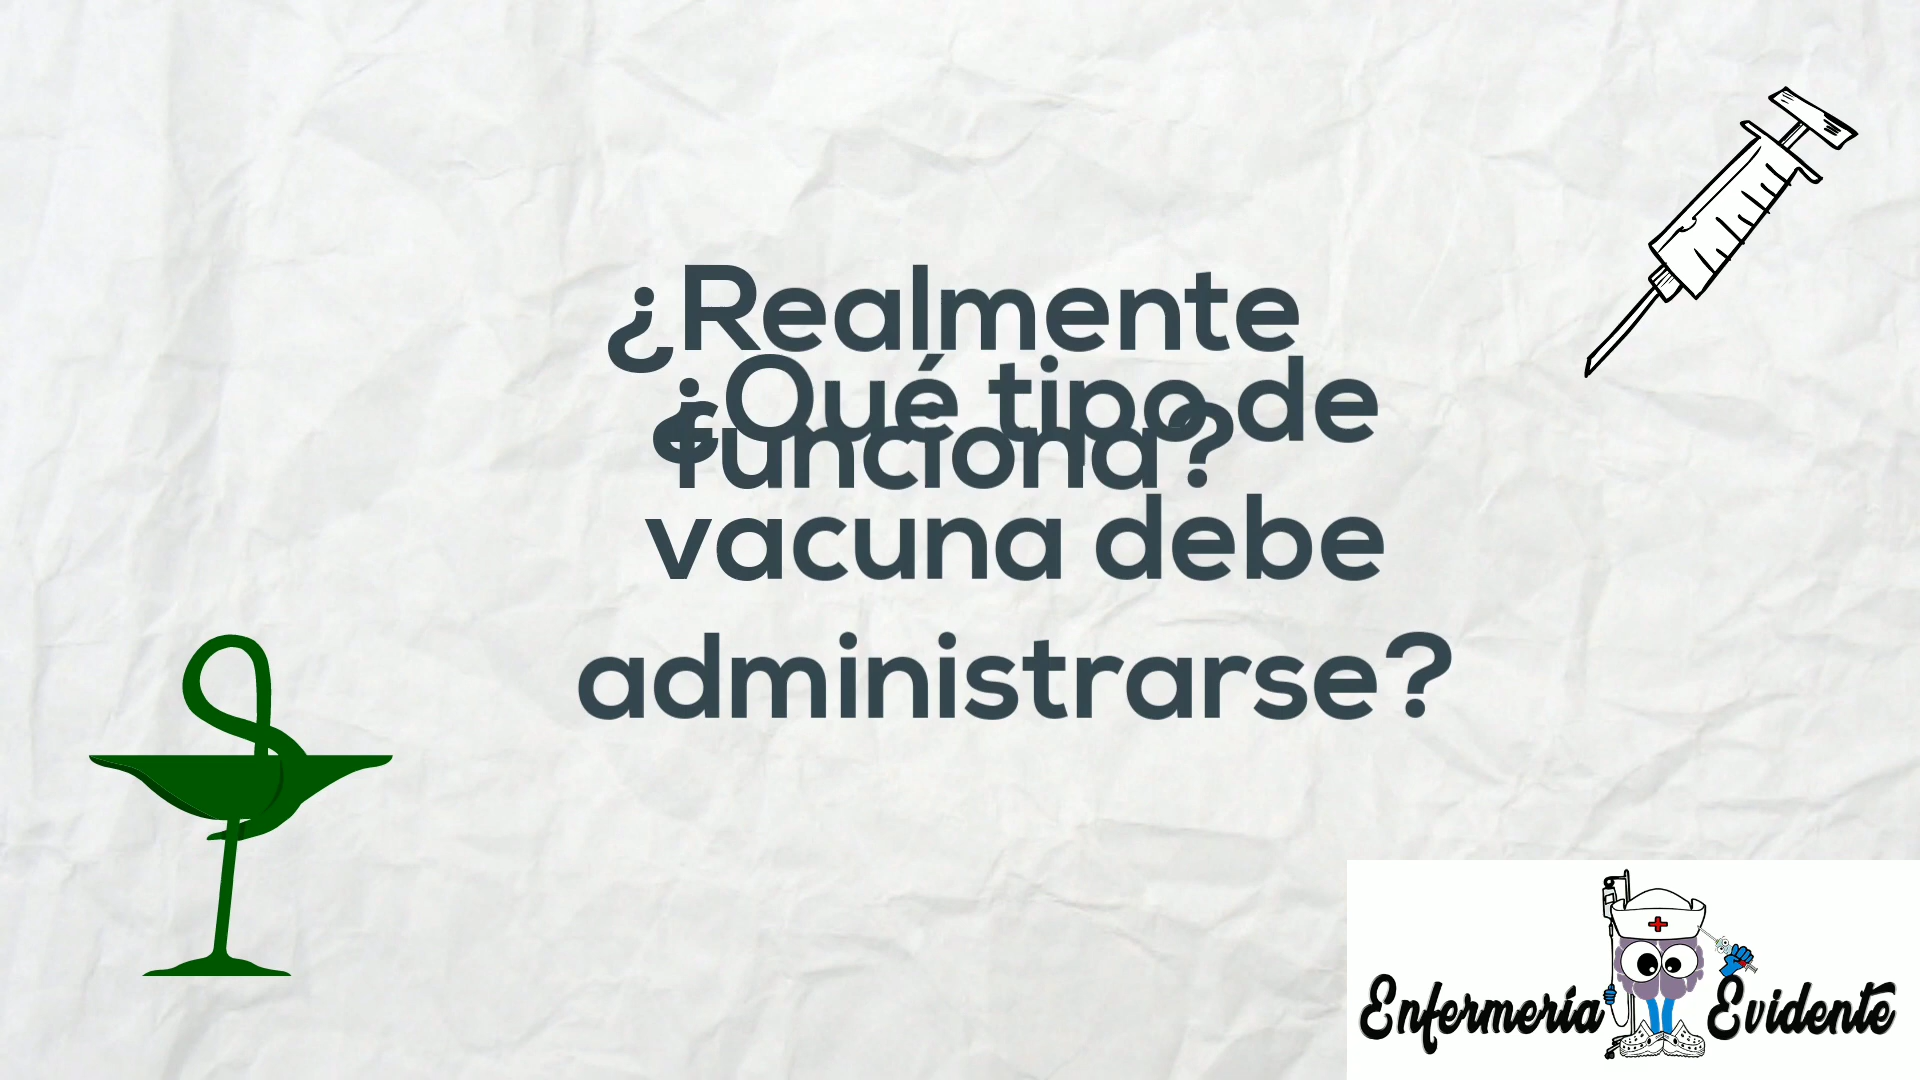 ¿Realmente
funciona?
¿Qué tipo de
vacuna debe
administrarse?
Enfermería Evidente